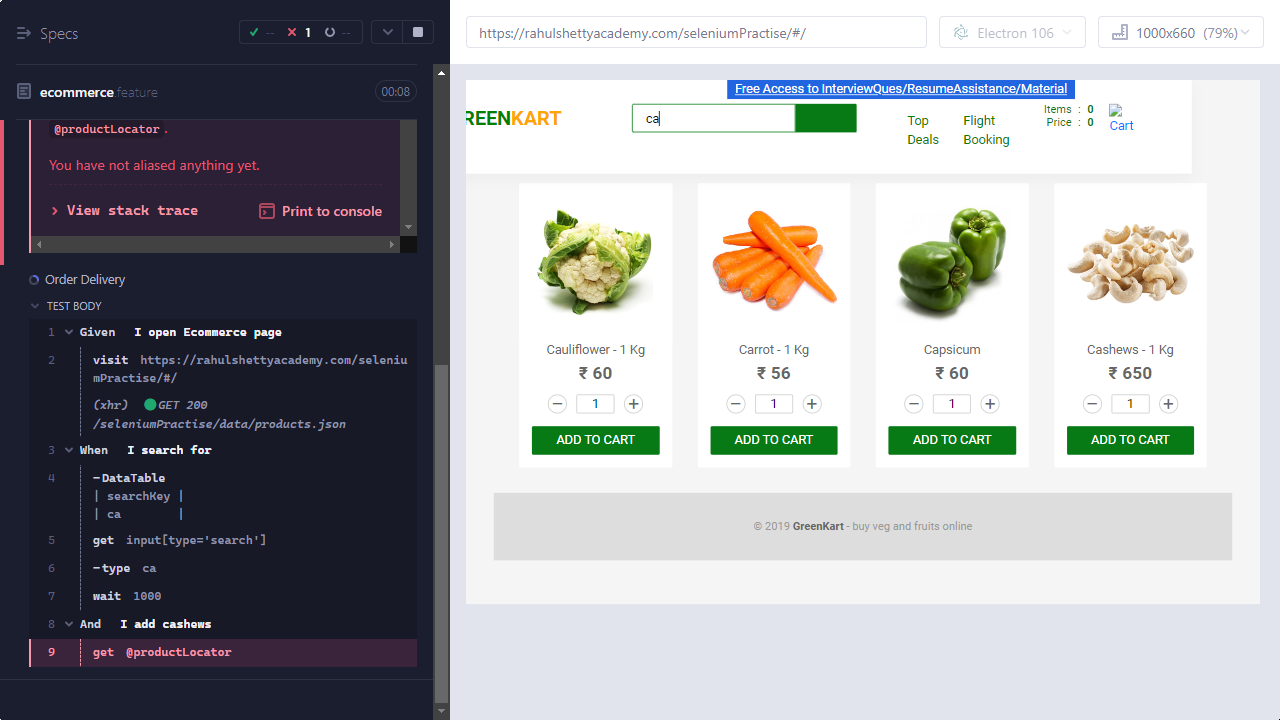 Specs
-- 1 --
ecommerce feature
00:08
@productLocator .
You have not aliased anything yet.
> View stack trace
Print to console
Order Delivery
TEST BODY
1 Given I open Ecommerce page
2 visit https://rahulshettyacademy.com/seleniu
mPractise/#/
(xhr) GET 200
/seleniumPractise/data/products.json
3 When I search for
4 -DataTable
| searchKey |
| ca |
5 get input[type='search']
6 -type ca
7 wait 1000
8 And I add cashews
9 get @productLocator
https://rahulshettyacademy.com/seleniumPractise/#/
Electron 106
1000x660 (79%)
Free Access to InterviewQues/ResumeAssistance/Material
REENKART
ca
Top
Deals
Flight
Booking
Items : 0
Price : 0
Cart
Cauliflower - 1 Kg
₹ 60
− 1 +
ADD TO CART
Carrot - 1 Kg
₹ 56
− 1 +
ADD TO CART
Capsicum
₹ 60
− 1 +
ADD TO CART
Cashews - 1 Kg
₹ 650
− 1 +
ADD TO CART
© 2019 GreenKart - buy veg and fruits online